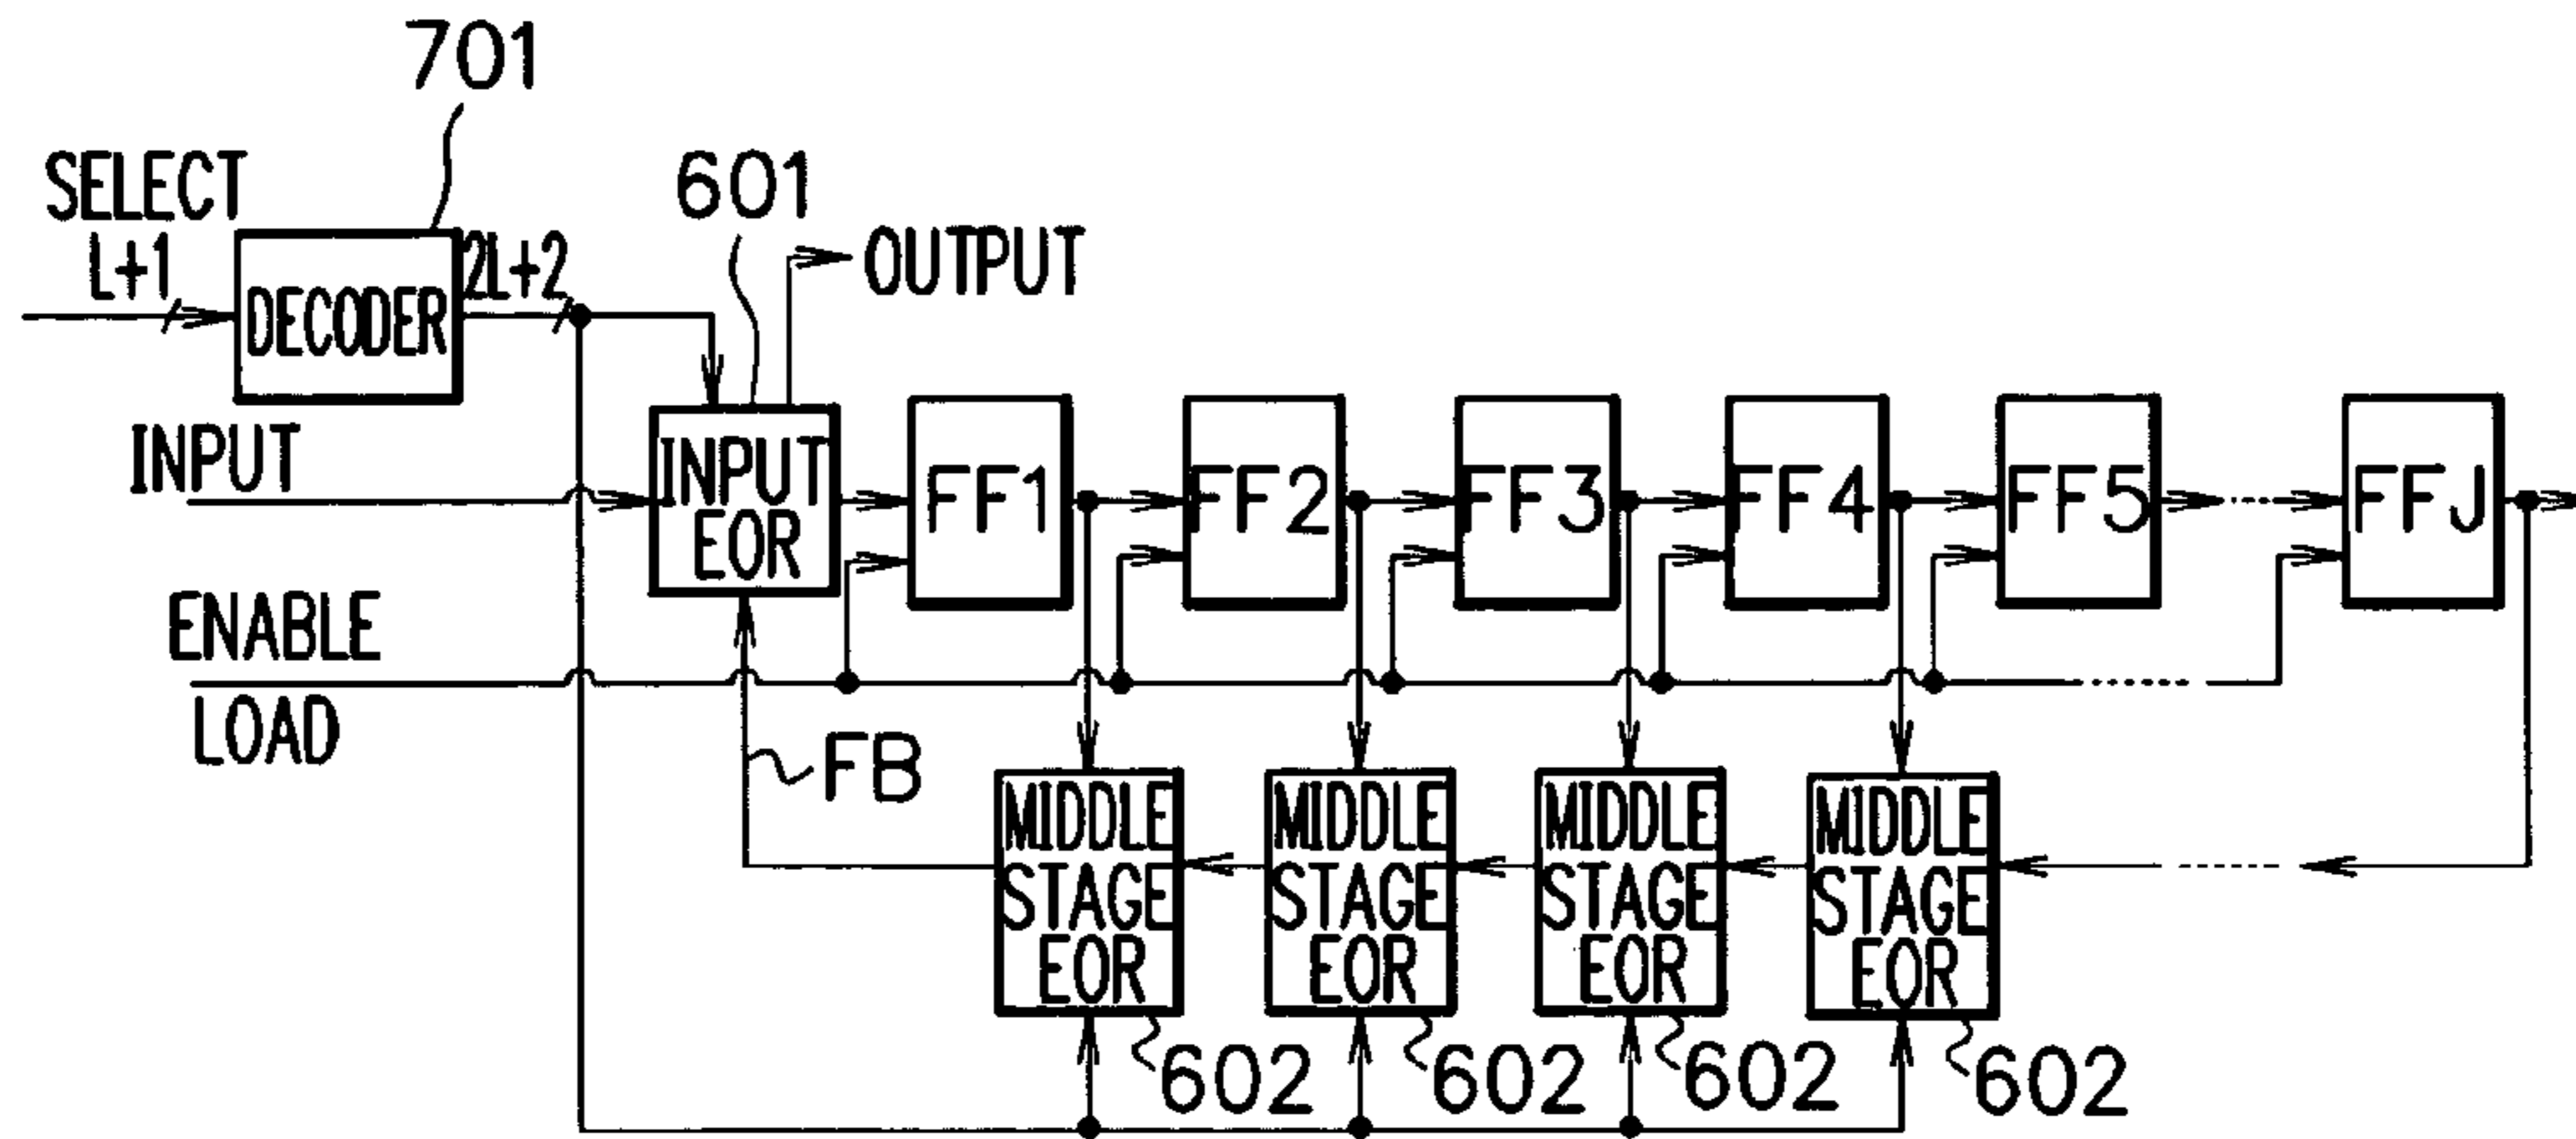 701
SELECT
L+1
DECODER
2L+2
601
OUTPUT
INPUT
INPUT
EOR
FF1
FF2
FF3
FF4
FF5
FFJ
ENABLE
LOAD
FB
MIDDLE
STAGE
EOR
602
MIDDLE
STAGE
EOR
602
MIDDLE
STAGE
EOR
602
MIDDLE
STAGE
EOR
602